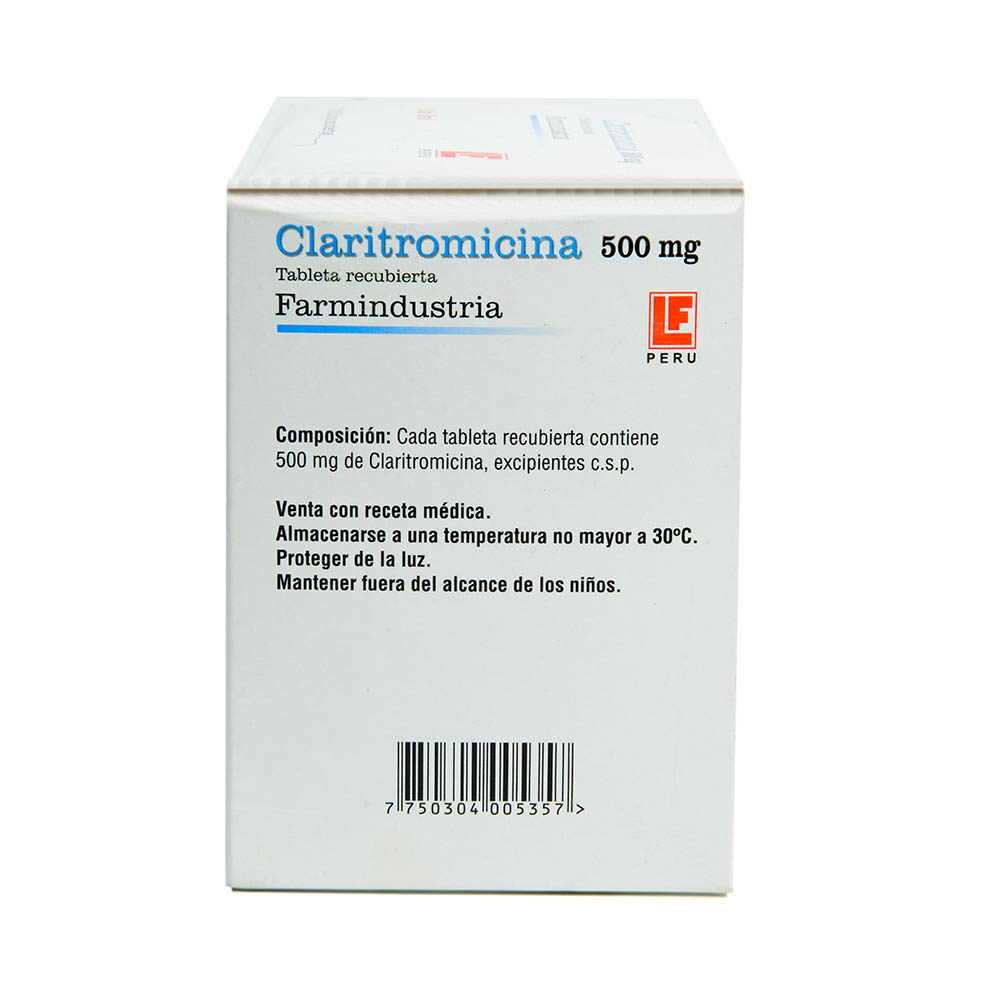 Claritromicina 500 mg
Tableta recubierta
Farmindustria
LF
PERU
Composición: Cada tableta recubierta contiene
500 mg de Claritromicina, excipientes c.s.p.
Venta con receta médica.
Almacenarse a una temperatura no mayor a 30ºC.
Proteger de la luz.
Mantener fuera del alcance de los niños.
7 750304 005357 >